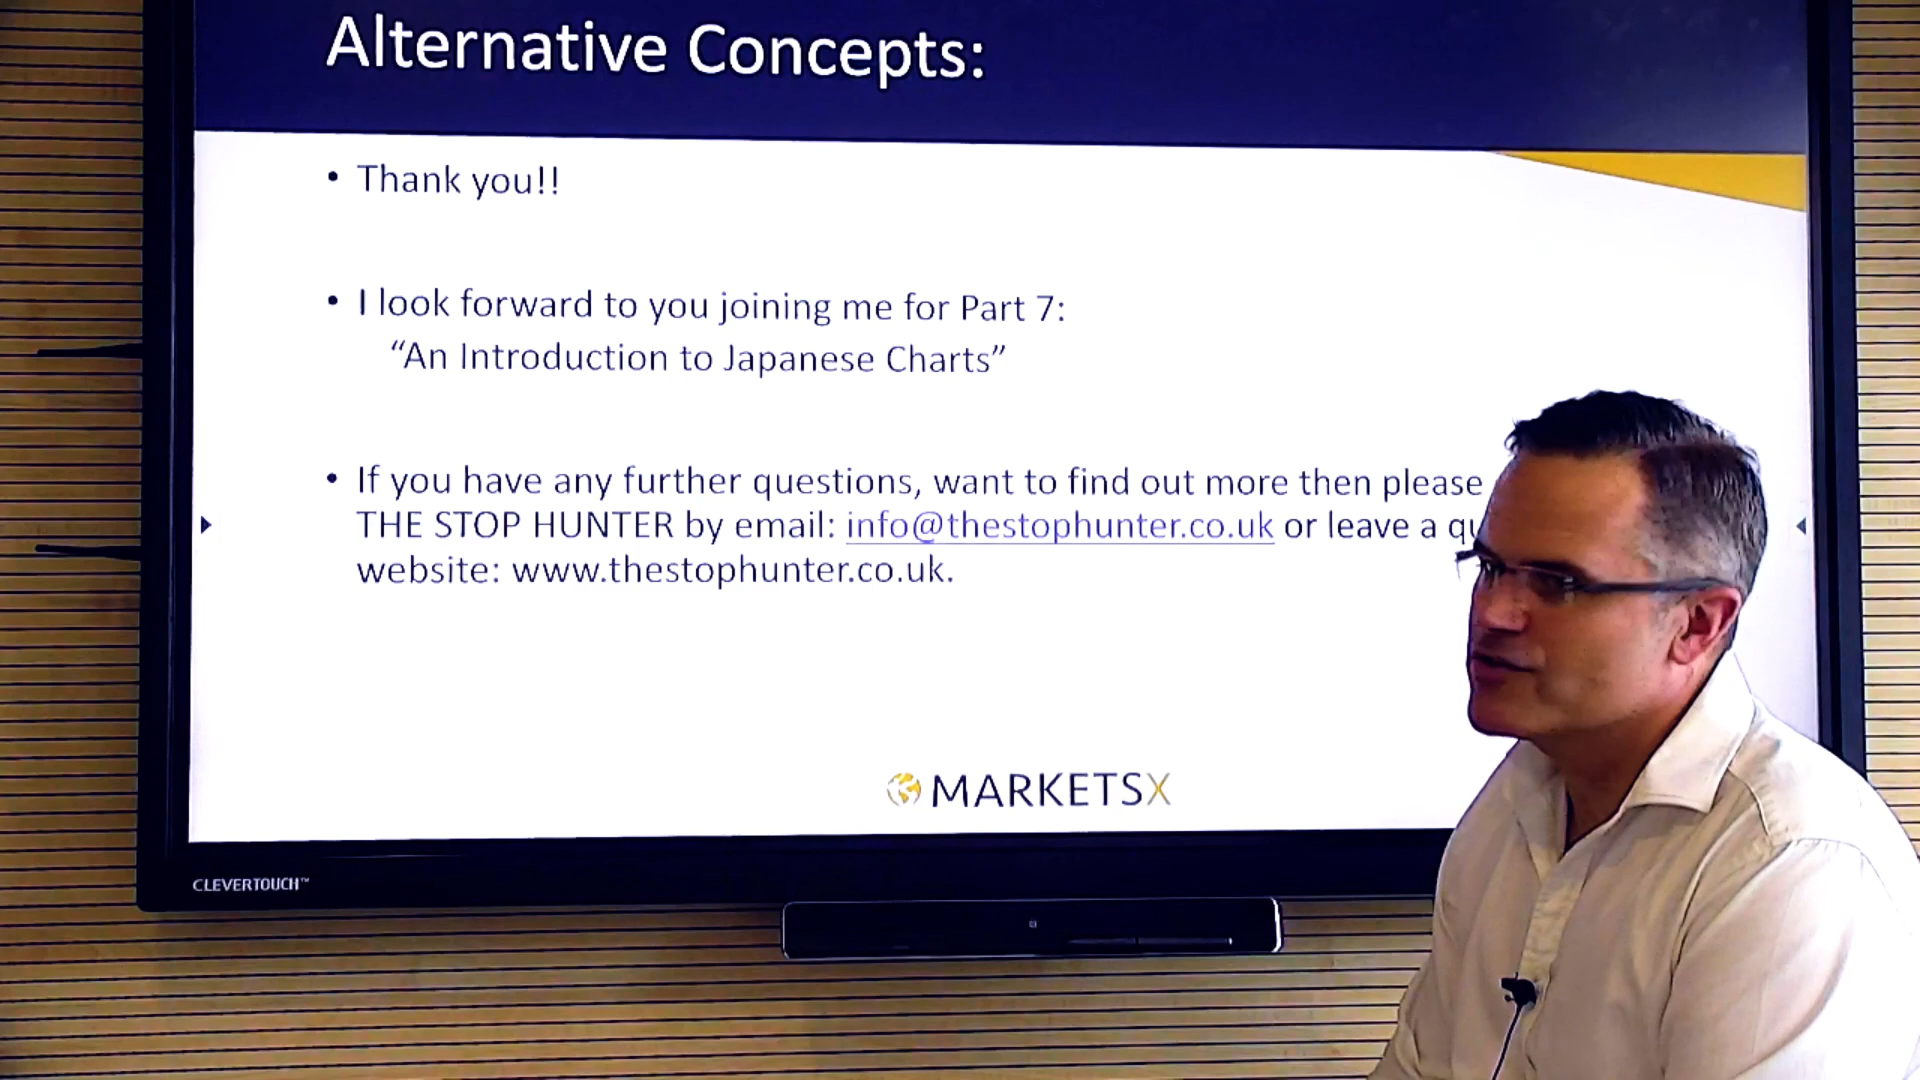 Alternative Concepts:
• Thank you!!
• I look forward to you joining me for Part 7:
“An Introduction to Japanese Charts”
• If you have any further questions, want to find out more then please
THE STOP HUNTER by email: info@thestophunter.co.uk or leave a
website: www.thestophunter.co.uk.
MARKETSX
CLEVERTOUCH™